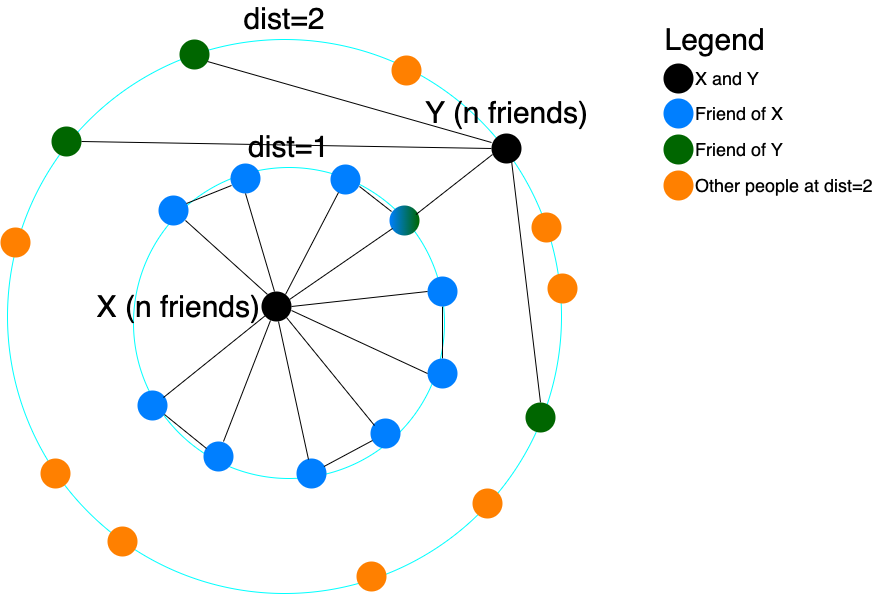 dist=2
Y (n friends)
dist=1
X (n friends)
Legend
X and Y
Friend of X
Friend of Y
Other people at dist=2